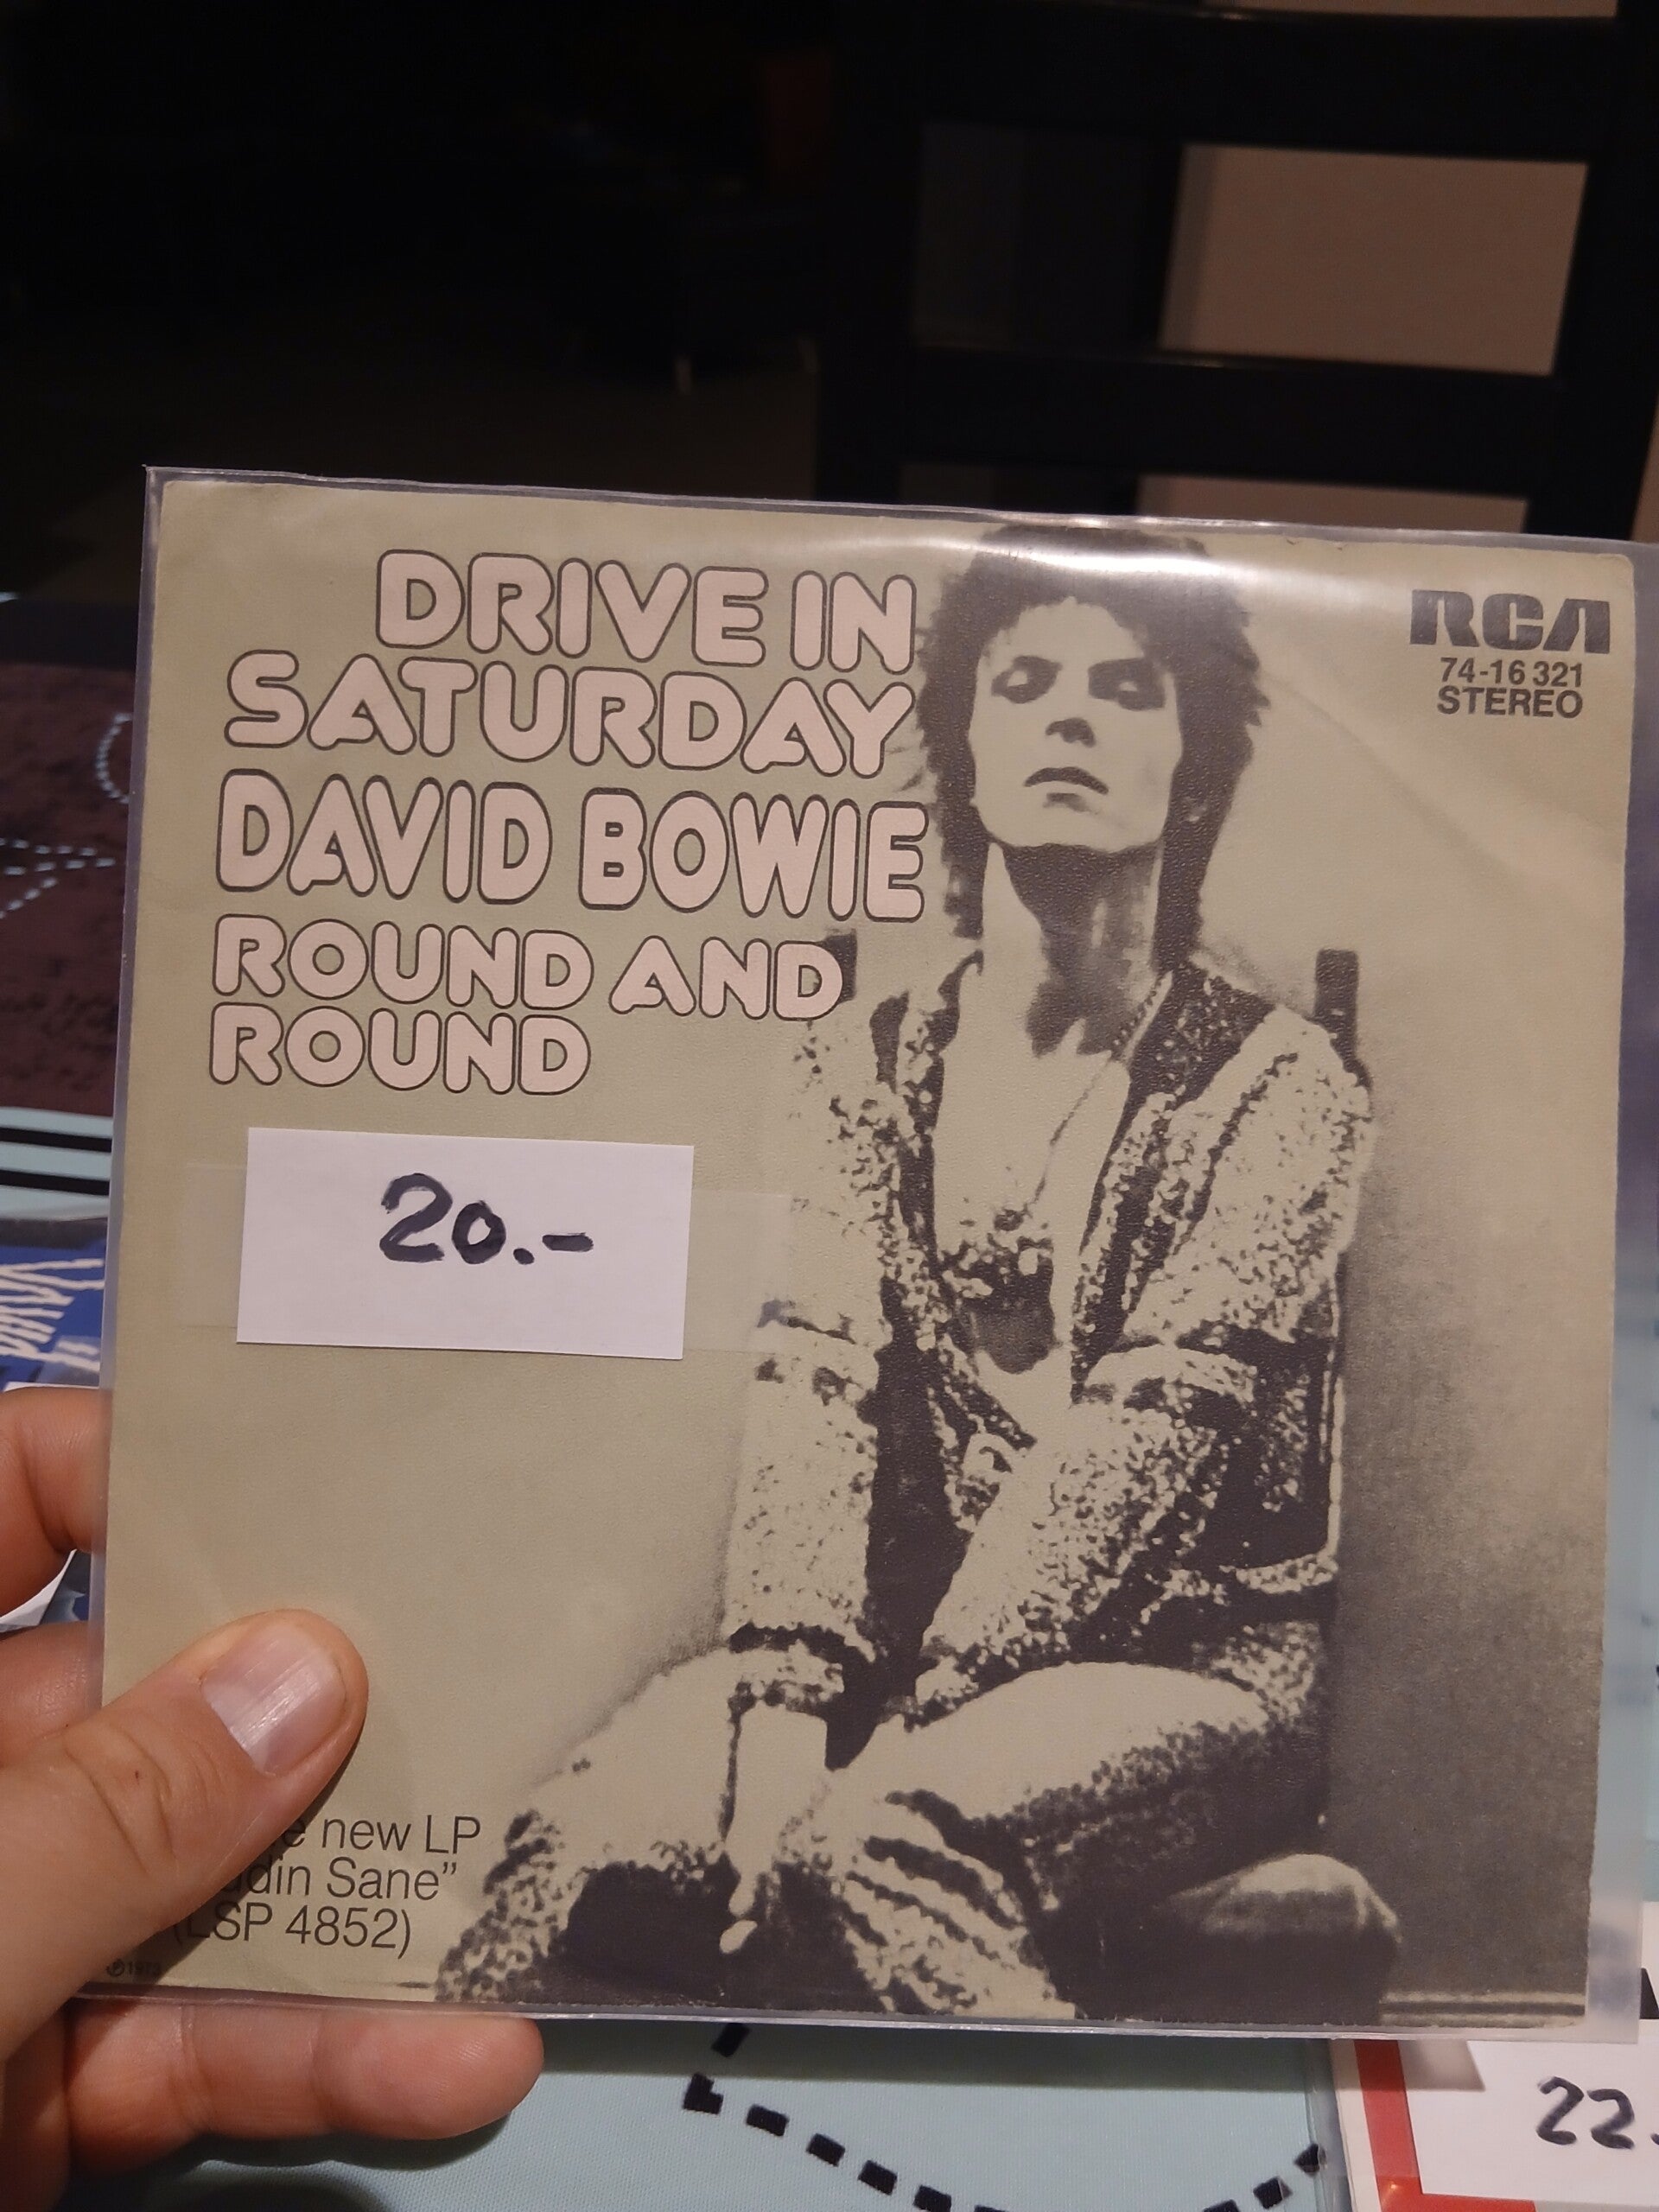 DRIVE IN
SATURDAY
DAVID BOWIE
ROUND AND
ROUND
RCA
74-16 321
STEREO
20.-
new LP
Sane”
(LSP 4852)
℗1973
22.